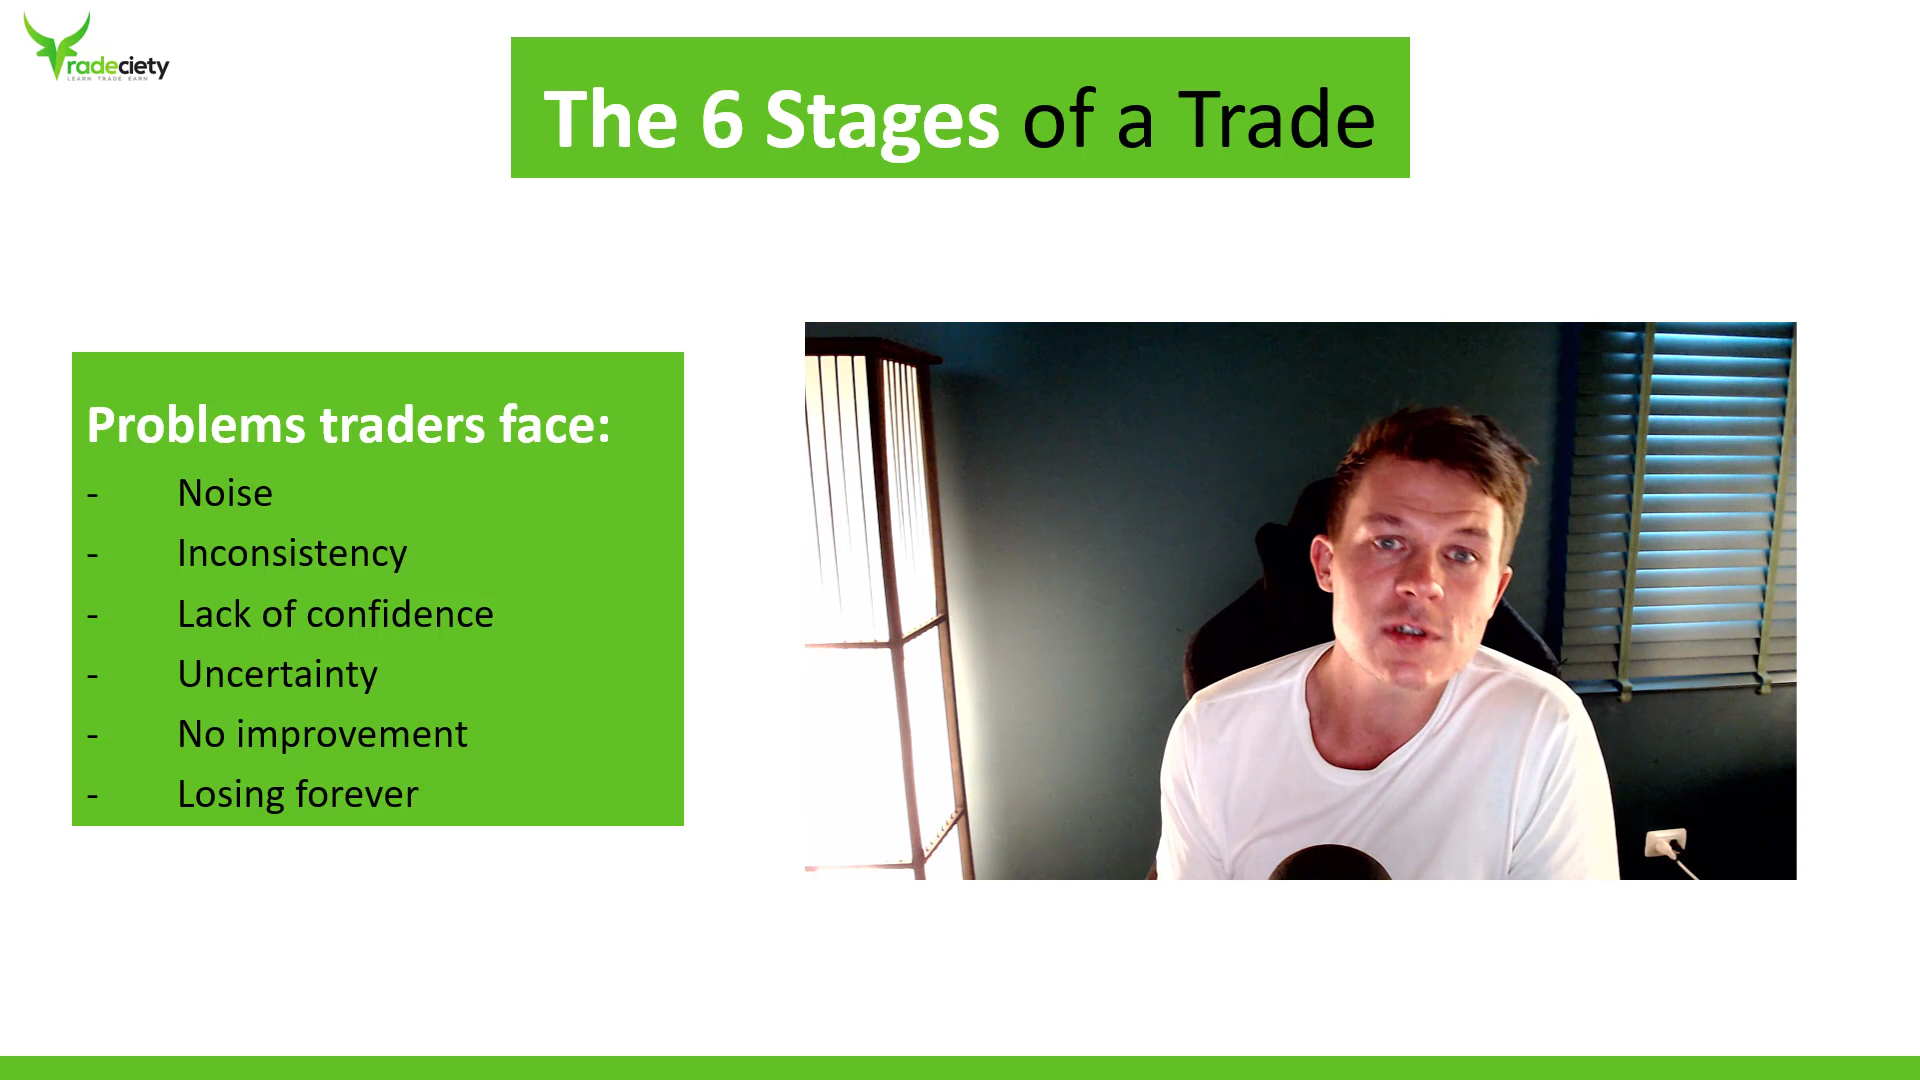 Tradeciety
LEARN TRADE EARN
The 6 Stages of a Trade
Problems traders face:
- Noise
- Inconsistency
- Lack of confidence
- Uncertainty
- No improvement
- Losing forever